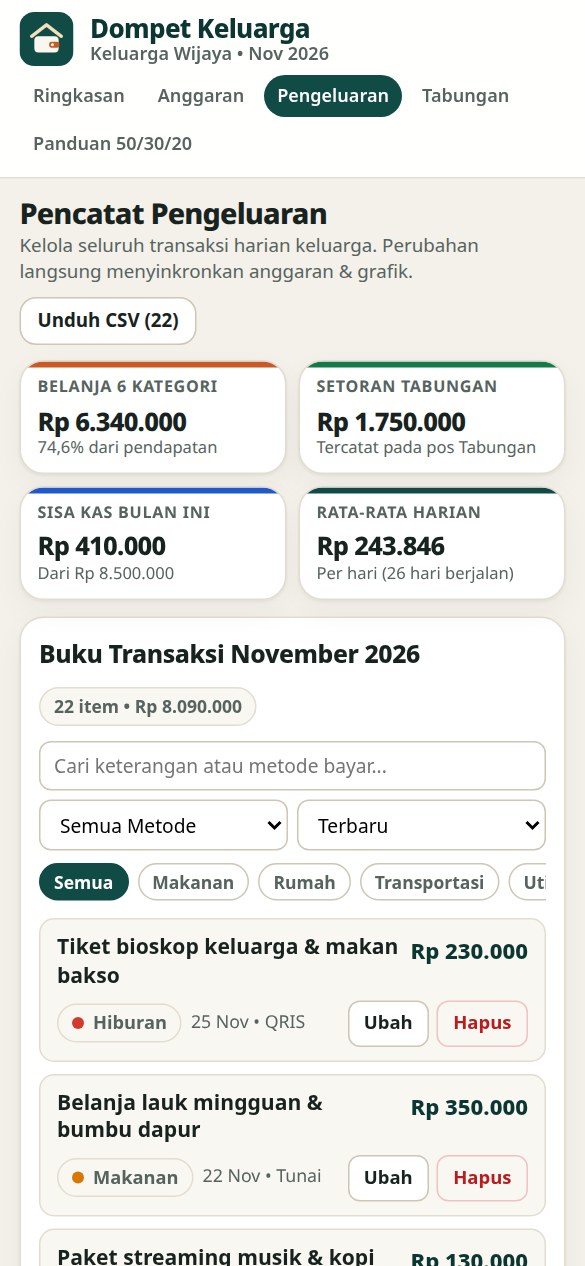 Dompet Keluarga
Keluarga Wijaya • Nov 2026
Ringkasan
Anggaran
Pengeluaran
Tabungan
Panduan 50/30/20
Pencatat Pengeluaran
Kelola seluruh transaksi harian keluarga. Perubahan
langsung menyinkronkan anggaran & grafik.
Unduh CSV (22)
BELANJA 6 KATEGORI
Rp 6.340.000
74,6% dari pendapatan
SETORAN TABUNGAN
Rp 1.750.000
Tercatat pada pos Tabungan
SISA KAS BULAN INI
Rp 410.000
Dari Rp 8.500.000
RATA-RATA HARIAN
Rp 243.846
Per hari (26 hari berjalan)
Buku Transaksi November 2026
22 item • Rp 8.090.000
Cari keterangan atau metode bayar...
Semua Metode
Terbaru
Semua
Makanan
Rumah
Transportasi
Uti
Tiket bioskop keluarga & makan
bakso
Rp 230.000
Hiburan
25 Nov • QRIS
Ubah
Hapus
Belanja lauk mingguan &
bumbu dapur
Rp 350.000
Makanan
22 Nov • Tunai
Ubah
Hapus
Paket streaming musik & kopi
Rp 130.000